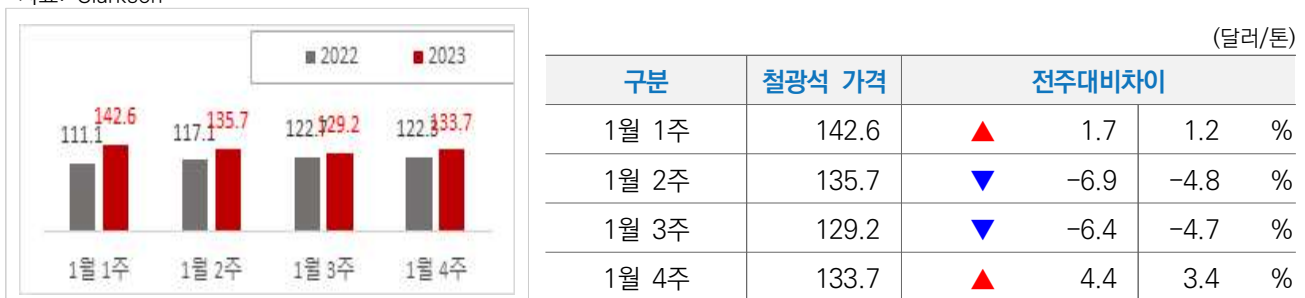 자료: Clarkson
2022 2023
111.1 142.6 117.1 135.7 122.7 129.2 122.3 133.7
1월 1주 1월 2주 1월 3주 1월 4주
(달러/톤)
구분 철광석 가격 전주대비차이
1월 1주 142.6 ▲ 1.7 1.2 %
1월 2주 135.7 ▼ -6.9 -4.8 %
1월 3주 129.2 ▼ -6.4 -4.7 %
1월 4주 133.7 ▲ 4.4 3.4 %